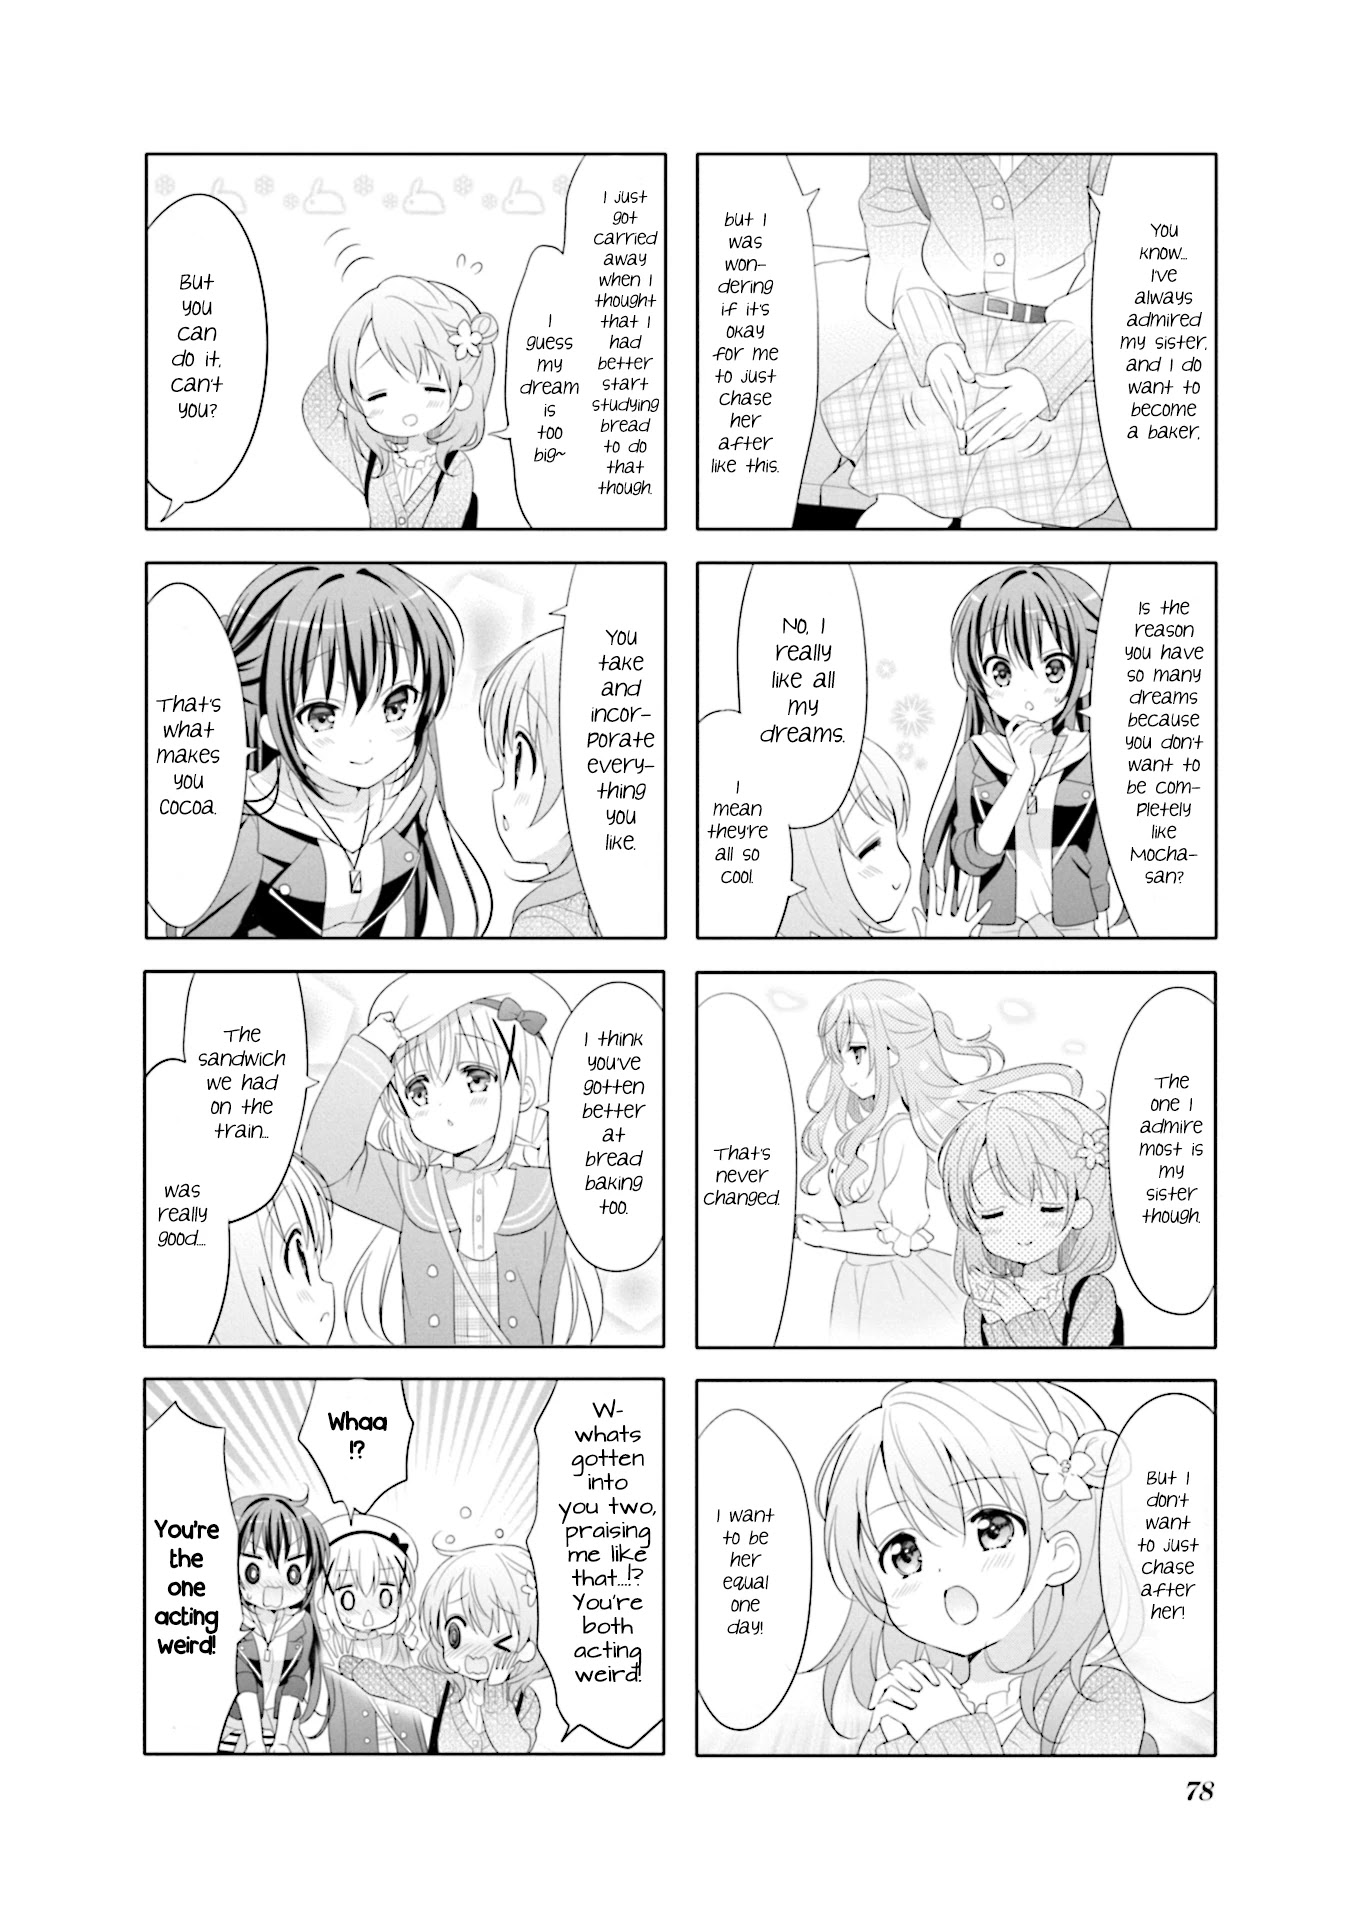 You
know...
I've
always
admired
my sister,
and I do
want to
become
a baker,
but I
was
won-
dering
if it's
okay
for me
to just
chase
her
after
like this.
Is the
reason
you have
so many
dreams
because
you don't
want to
be com-
pletely
like
Mocha-
san?
No, I
really
like all
my
dreams.
I
mean
they're
all so
cool.
The
one I
admire
most is
my
sister
though.
That's
never
changed.
But I
don't
want
to just
chase
after
her!
I want
to be
her
equal
one
day!
I just
got
carried
away
when I
thought
that I
had
better
start
studying
bread
to do
that
though.
I
guess
my
dream
is
too
big~
But
you
can
do it,
can't
you?
You
take
and
incor-
porate
every-
thing
you
like.
That's
what
makes
you
Cocoa.
I think
you've
gotten
better
at
bread
baking
too.
The
sandwich
we had
on the
train...
was
really
good....
W-
whats
gotten
into
you two,
praising
me like
that....!?
You're
both
acting
weird!
Whaa
!?
You're
the
one
acting
weird!
78